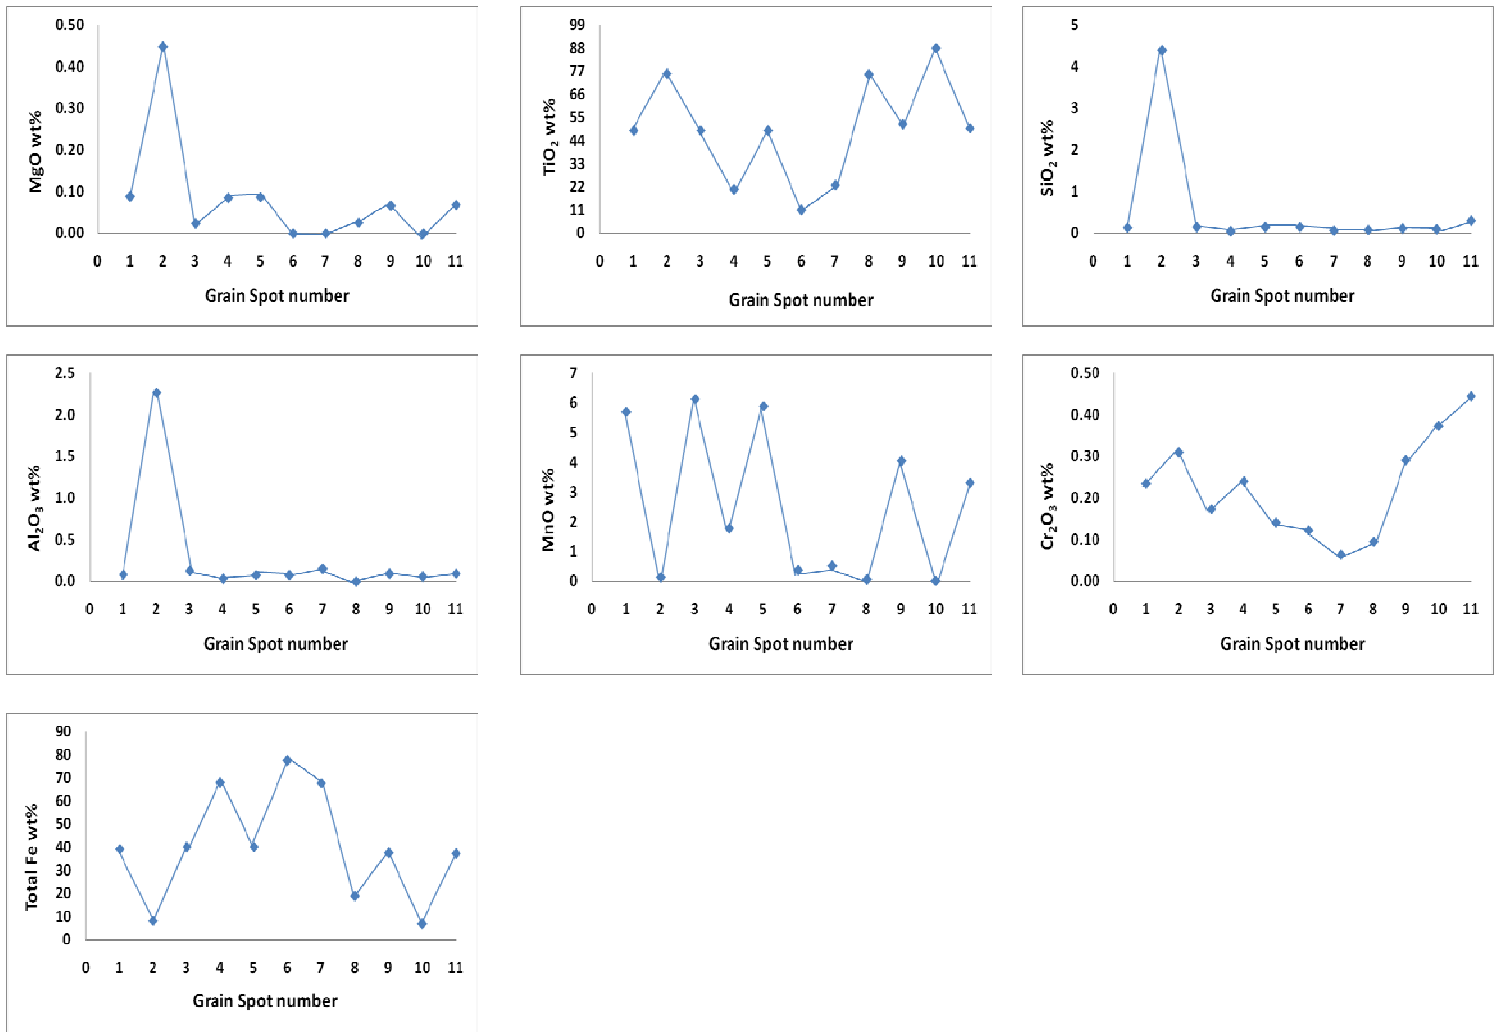 MgO wt%
0.50
0.40
0.30
0.20
0.10
0.00
0 1 2 3 4 5 6 7 8 9 10 11
Grain Spot number
TiO2 wt%
99
88
77
66
55
44
33
22
11
0
0 1 2 3 4 5 6 7 8 9 10 11
Grain Spot number
SiO2 wt%
5
4
3
2
1
0
0 1 2 3 4 5 6 7 8 9 10 11
Grain Spot number
Al2O3 wt%
2.5
2.0
1.5
1.0
0.5
0.0
0 1 2 3 4 5 6 7 8 9 10 11
Grain Spot number
MnO wt%
7
6
5
4
3
2
1
0
0 1 2 3 4 5 6 7 8 9 10 11
Grain Spot number
Cr2O3 wt%
0.50
0.40
0.30
0.20
0.10
0.00
0 1 2 3 4 5 6 7 8 9 10 11
Grain Spot number
Total Fe wt%
90
80
70
60
50
40
30
20
10
0
0 1 2 3 4 5 6 7 8 9 10 11
Grain Spot number